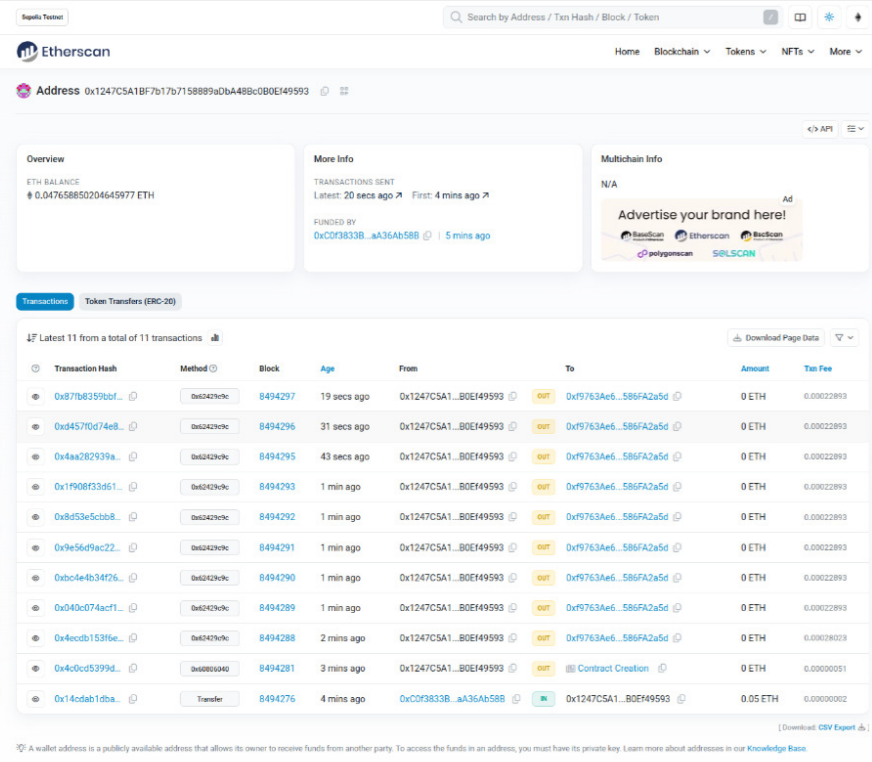 Sepolia Testnet
Search by Address / Txn Hash / Block / Token /
Etherscan
Home Blockchain Tokens NFTs More
Address 0x1247C5A1BF7b17b7158889aDbA48Bc0B0Ef49593
</> API
Overview
ETH BALANCE
0.047658850204645977 ETH
More Info
TRANSACTIONS SENT
Latest: 20 secs ago ↗ First: 4 mins ago ↗
FUNDED BY
0xC0f3833B...aA36Ab58B | 5 mins ago
Multichain Info
N/A
Ad
Advertise your brand here!
BaseScan Etherscan BscScan
polygonscan SOLSCAN
Transactions Token Transfers (ERC-20)
Latest 11 from a total of 11 transactions
Download Page Data
Transaction Hash Method Block Age From To Amount Txn Fee
0x87fb8359bbf... 0x62429c9c 8494297 19 secs ago 0x1247C5A1...B0Ef49593 OUT 0xf9763Ae6...586FA2a5d 0 ETH 0.00022893
0xd457f0d74e8... 0x62429c9c 8494296 31 secs ago 0x1247C5A1...B0Ef49593 OUT 0xf9763Ae6...586FA2a5d 0 ETH 0.00022893
0x4aa282939a... 0x62429c9c 8494295 43 secs ago 0x1247C5A1...B0Ef49593 OUT 0xf9763Ae6...586FA2a5d 0 ETH 0.00022893
0x1f908f33d61... 0x62429c9c 8494293 1 min ago 0x1247C5A1...B0Ef49593 OUT 0xf9763Ae6...586FA2a5d 0 ETH 0.00022893
0x8d53e5cbb8... 0x62429c9c 8494292 1 min ago 0x1247C5A1...B0Ef49593 OUT 0xf9763Ae6...586FA2a5d 0 ETH 0.00022893
0x9e56d9ac22... 0x62429c9c 8494291 1 min ago 0x1247C5A1...B0Ef49593 OUT 0xf9763Ae6...586FA2a5d 0 ETH 0.00022893
0xbc4e4b34f26... 0x62429c9c 8494290 1 min ago 0x1247C5A1...B0Ef49593 OUT 0xf9763Ae6...586FA2a5d 0 ETH 0.00022893
0x040c074acf1... 0x62429c9c 8494289 1 min ago 0x1247C5A1...B0Ef49593 OUT 0xf9763Ae6...586FA2a5d 0 ETH 0.00022893
0x4ecdb153f6e... 0x62429c9c 8494288 2 mins ago 0x1247C5A1...B0Ef49593 OUT 0xf9763Ae6...586FA2a5d 0 ETH 0.00028023
0x4c0cd5399d... 0x60806040 8494281 3 mins ago 0x1247C5A1...B0Ef49593 OUT Contract Creation 0 ETH 0.00000051
0x14cdab1dba... Transfer 8494276 4 mins ago 0xC0f3833B...aA36Ab58B IN 0x1247C5A1...B0Ef49593 0.05 ETH 0.00000002
[ Download: CSV Export ]
A wallet address is a publicly available address that allows its owner to receive funds from another party. To access the funds in an address, you must have its private key. Learn more about addresses in our Knowledge Base.